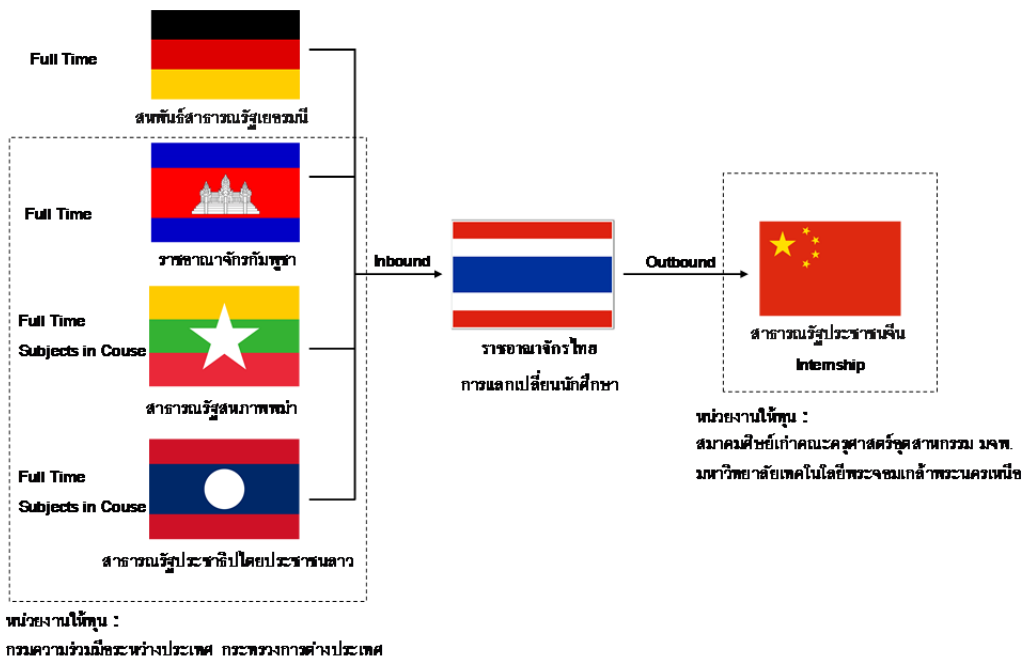 Full Time
สหพันธ์สาธารณรัฐเยอรมนี
Full Time
ราชอาณาจักรกัมพูชา
Full Time
Subjects in Couse
สาธารณรัฐสหภาพพม่า
Full Time
Subjects in Couse
สาธารณรัฐประชาธิปไตยประชาชนลาว
หน่วยงานให้ทุน :
กรมความร่วมมือระหว่างประเทศ กระทรวงการต่างประเทศ
Inbound
ราชอาณาจักรไทย
การแลกเปลี่ยนนักศึกษา
Outbound
สาธารณรัฐประชาชนจีน
Internship
หน่วยงานให้ทุน :
สมาคมศิษย์เก่าคณะครุศาสตร์อุตสาหกรรม มจพ.
มหาวิทยาลัยเทคโนโลยีพระจอมเกล้าพระนครเหนือ